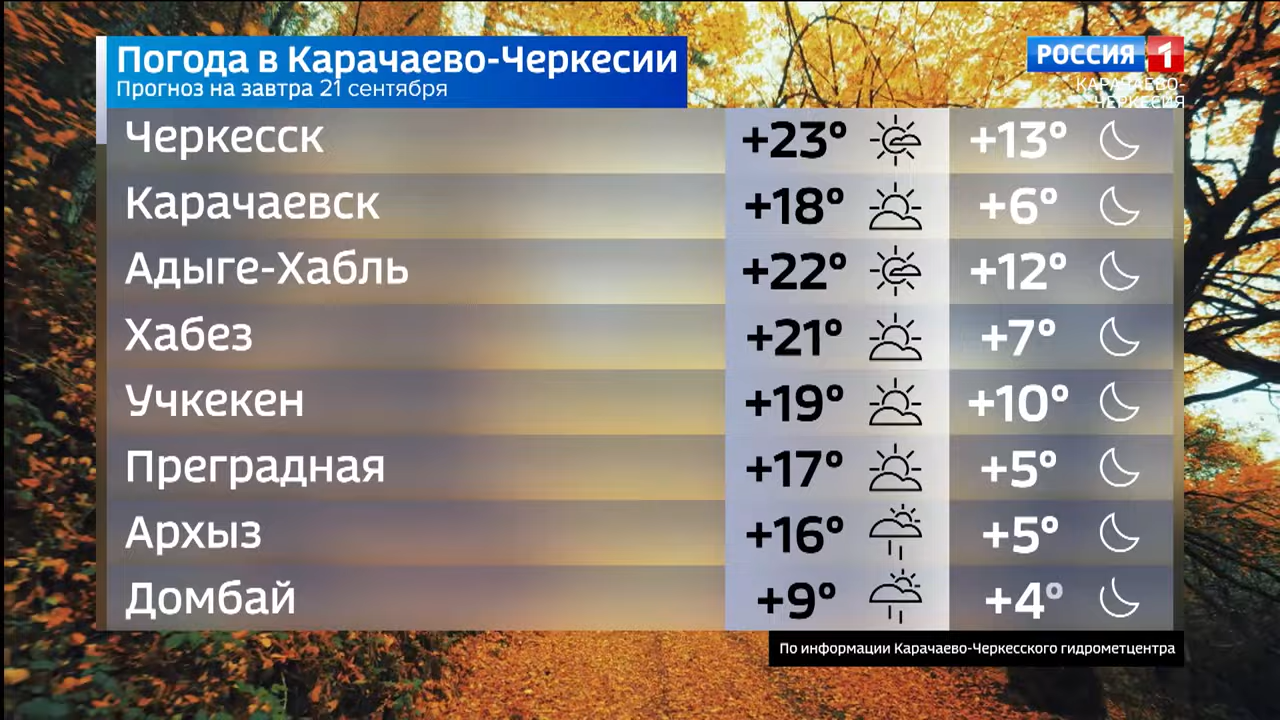 Погода в Карачаево-Черкесии
Прогноз на завтра 21 сентября
РОССИЯ 1
КАРАЧАЕВО-
ЧЕРКЕСИЯ
Черкесск +23° +13°
Карачаевск +18° +6°
Адыге-Хабль +22° +12°
Хабез +21° +7°
Учкекен +19° +10°
Преградная +17° +5°
Архыз +16° +5°
Домбай +9° +4°
По информации Карачаево-Черкесского гидрометцентра